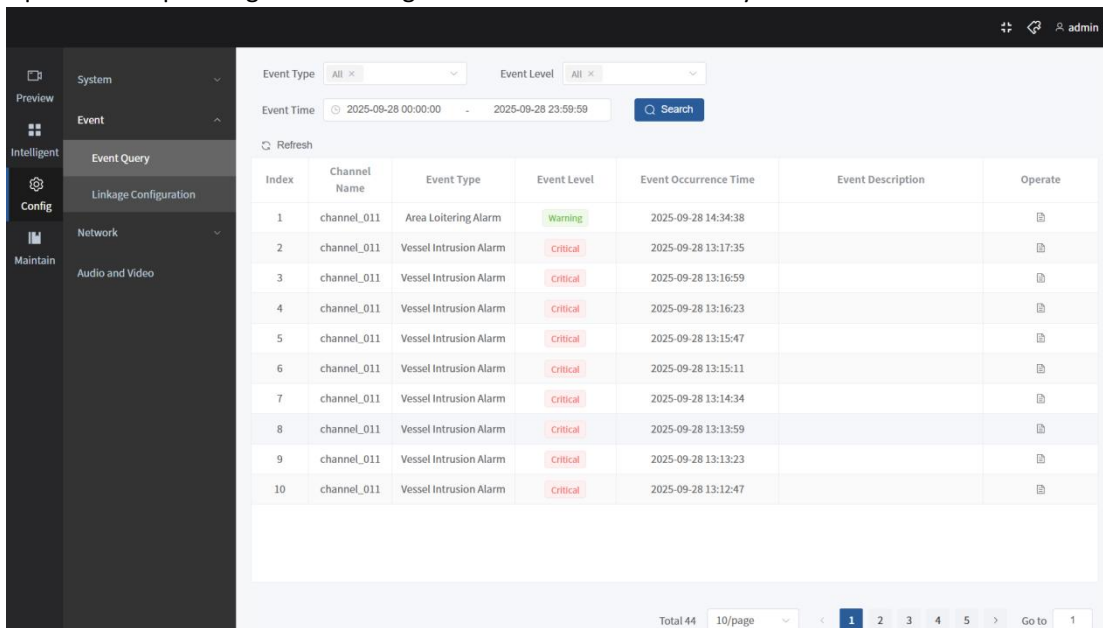 admin
Preview
Intelligent
Config
Maintain
System
Event
Event Query
Linkage Configuration
Network
Audio and Video
Event Type All × Event Level All ×
Event Time 2025-09-28 00:00:00 - 2025-09-28 23:59:59 Search
Refresh
Index Channel Name Event Type Event Level Event Occurrence Time Event Description Operate
1 channel_011 Area Loitering Alarm Warning 2025-09-28 14:34:38
2 channel_011 Vessel Intrusion Alarm Critical 2025-09-28 13:17:35
3 channel_011 Vessel Intrusion Alarm Critical 2025-09-28 13:16:59
4 channel_011 Vessel Intrusion Alarm Critical 2025-09-28 13:16:23
5 channel_011 Vessel Intrusion Alarm Critical 2025-09-28 13:15:47
6 channel_011 Vessel Intrusion Alarm Critical 2025-09-28 13:15:11
7 channel_011 Vessel Intrusion Alarm Critical 2025-09-28 13:14:34
8 channel_011 Vessel Intrusion Alarm Critical 2025-09-28 13:13:59
9 channel_011 Vessel Intrusion Alarm Critical 2025-09-28 13:13:23
10 channel_011 Vessel Intrusion Alarm Critical 2025-09-28 13:12:47
Total 44 10/page < 1 2 3 4 5 > Go to 1